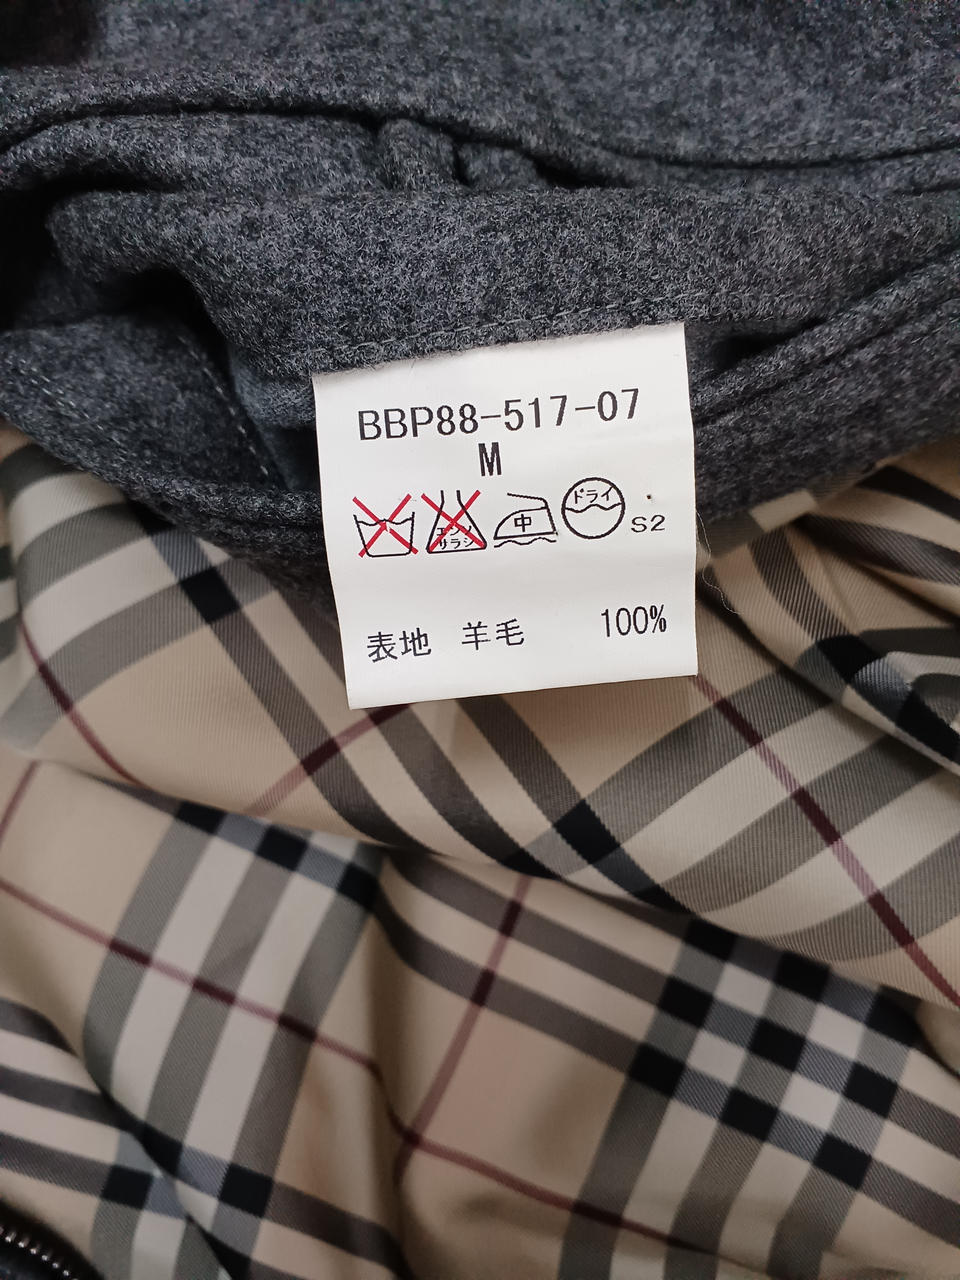 BBP88-517-07
M
エンソ
サラシ
中
ドライ
S2
表地 羊毛 100%